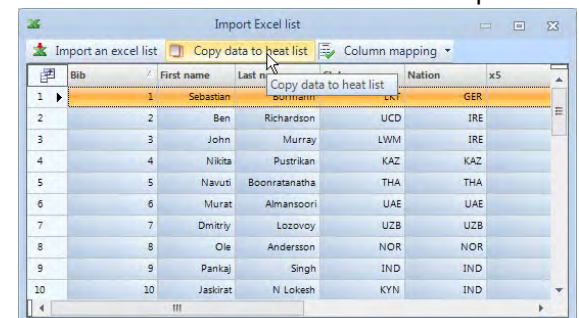 Import Excel list
Import an excel list Copy data to heat list Column mapping
Bib First name Last n Nation x5
Copy data to heat list
1 1 Sebastian Bormann LKT GER
2 2 Ben Richardson UCD IRE
3 3 John Murray LWM IRE
4 4 Nikita Pustrikan KAZ KAZ
5 5 Navuti Boonratanatha THA THA
6 6 Murat Almansoori UAE UAE
7 7 Dmitriy Lozovoy UZB UZB
8 8 Ole Andersson NOR NOR
9 9 Pankaj Singh IND IND
10 10 Jaskirat N Lokesh KYN IND